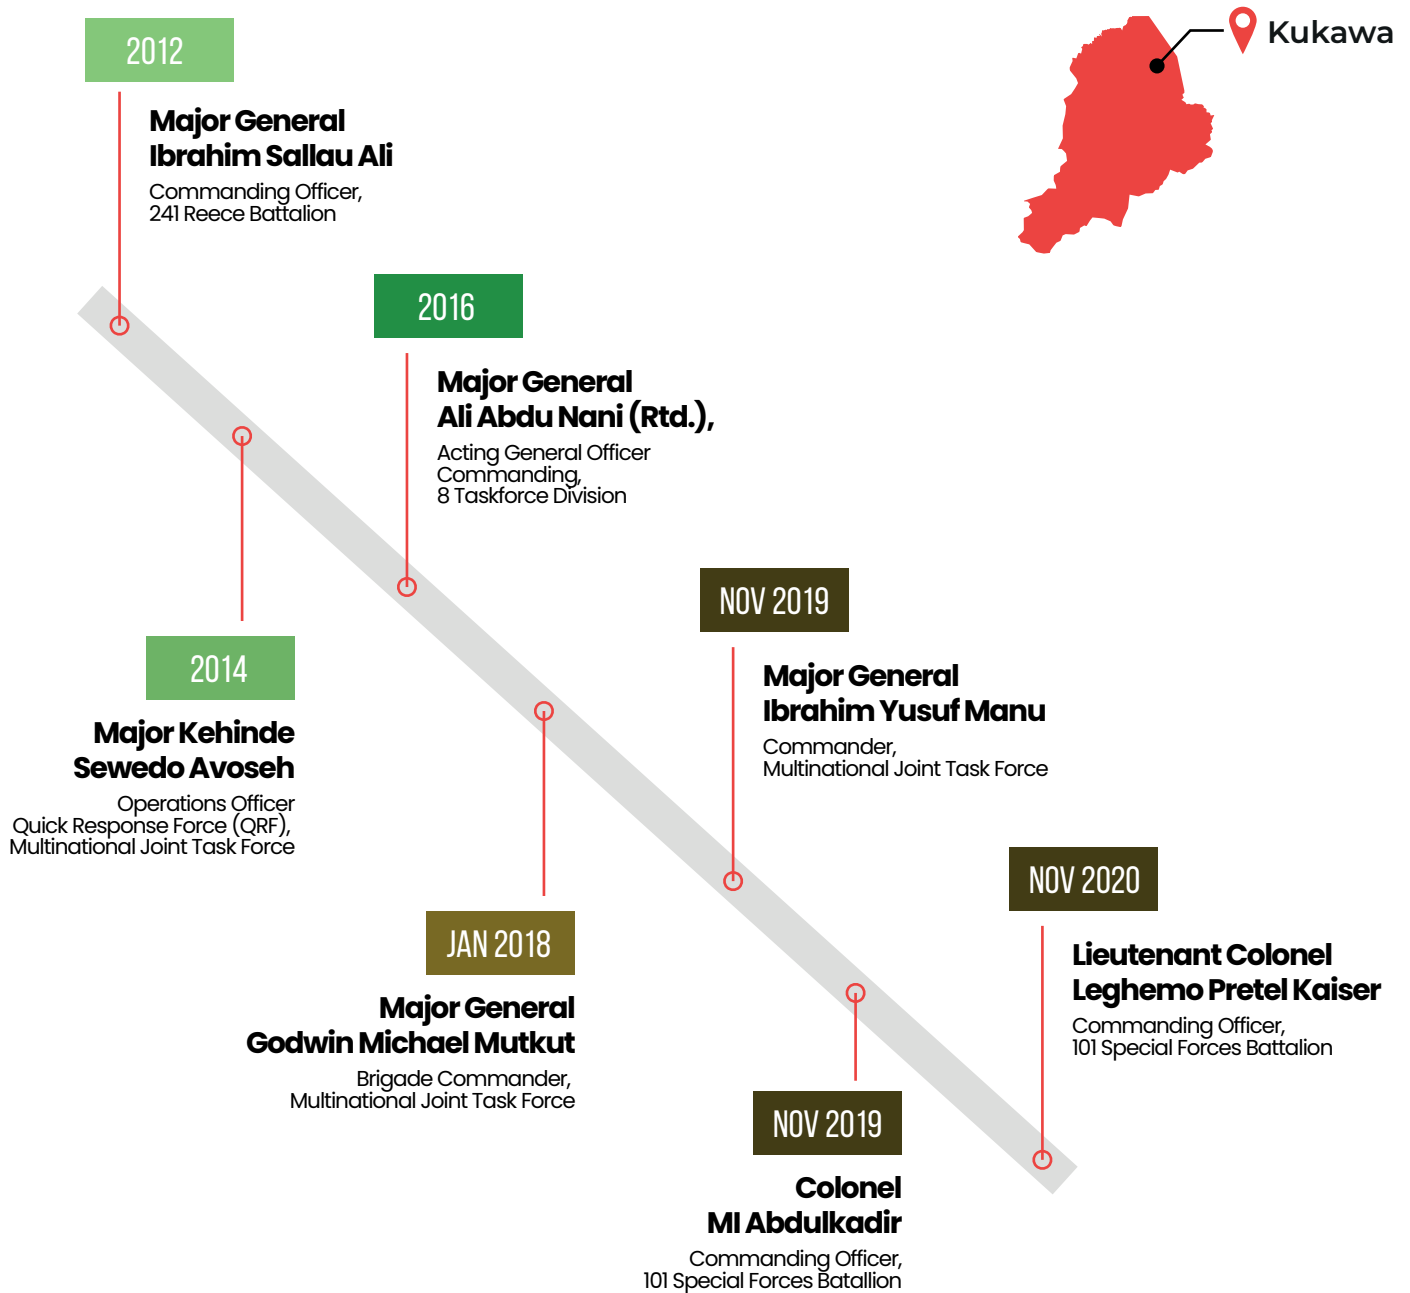 Kukawa
2012
Major General
Ibrahim Sallau Ali
Commanding Officer,
241 Reece Battalion
2016
Major General
Ali Abdu Nani (Rtd.),
Acting General Officer
Commanding,
8 Taskforce Division
2014
Major Kehinde
Sewedo Avoseh
Operations Officer
Quick Response Force (QRF),
Multinational Joint Task Force
NOV 2019
Major General
Ibrahim Yusuf Manu
Commander,
Multinational Joint Task Force
JAN 2018
Major General
Godwin Michael Mutkut
Brigade Commander,
Multinational Joint Task Force
NOV 2020
Lieutenant Colonel
Leghemo Pretel Kaiser
Commanding Officer,
101 Special Forces Battalion
NOV 2019
Colonel
MI Abdulkadir
Commanding Officer,
101 Special Forces Batallion